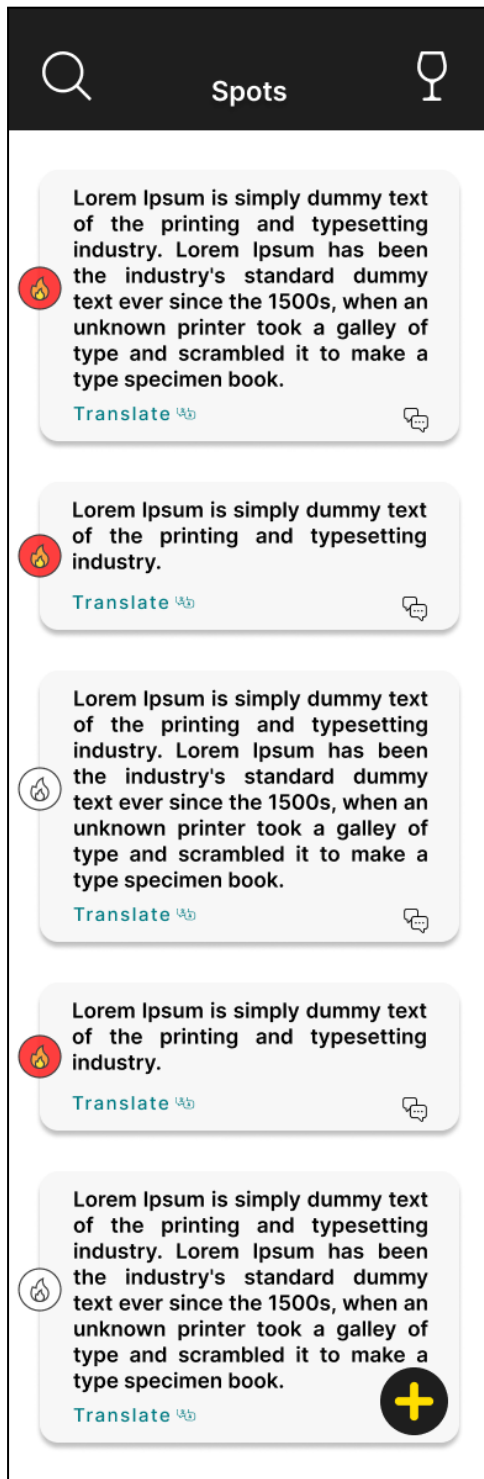 Spots
Lorem Ipsum is simply dummy text
of the printing and typesetting
industry. Lorem Ipsum has been
the industry's standard dummy
text ever since the 1500s, when an
unknown printer took a galley of
type and scrambled it to make a
type specimen book.
Translate
Lorem Ipsum is simply dummy text
of the printing and typesetting
industry.
Translate
Lorem Ipsum is simply dummy text
of the printing and typesetting
industry. Lorem Ipsum has been
the industry's standard dummy
text ever since the 1500s, when an
unknown printer took a galley of
type and scrambled it to make a
type specimen book.
Translate
Lorem Ipsum is simply dummy text
of the printing and typesetting
industry.
Translate
Lorem Ipsum is simply dummy text
of the printing and typesetting
industry. Lorem Ipsum has been
the industry's standard dummy
text ever since the 1500s, when an
unknown printer took a galley of
type and scrambled it to make a
type specimen book.
Translate